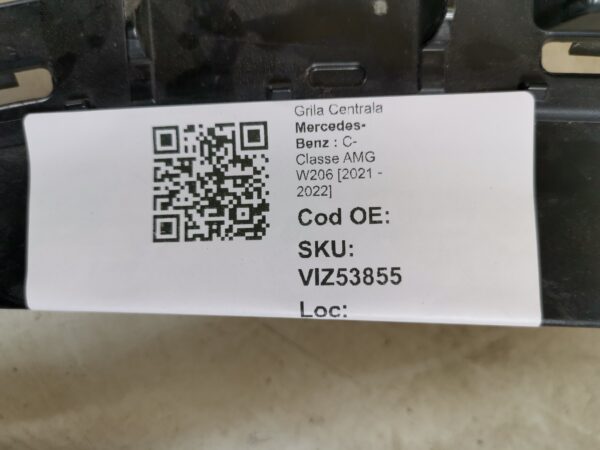 Grila Centrala
Mercedes-
Benz : C-
Classe AMG
W206 [2021 -
2022]
Cod OE:
SKU:
VIZ53855
Loc: